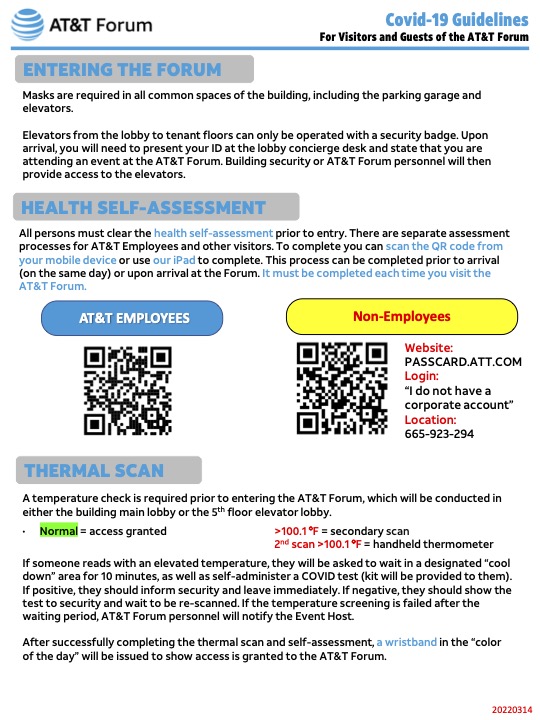 AT&T Forum
Covid-19 Guidelines
For Visitors and Guests of the AT&T Forum
ENTERING THE FORUM
Masks are required in all common spaces of the building, including the parking garage and
elevators.
Elevators from the lobby to tenant floors can only be operated with a security badge. Upon
arrival, you will need to present your ID at the lobby concierge desk and state that you are
attending an event at the AT&T Forum. Building security or AT&T Forum personnel will then
provide access to the elevators.
HEALTH SELF-ASSESSMENT
All persons must clear the health self-assessment prior to entry. There are separate assessment
processes for AT&T Employees and other visitors. To complete you can scan the QR code from
your mobile device or use our iPad to complete. This process can be completed prior to arrival
(on the same day) or upon arrival at the Forum. It must be completed each time you visit the
AT&T Forum.
AT&T EMPLOYEES
Non-Employees
Website:
PASSCARD.ATT.COM
Login:
“I do not have a
corporate account”
Location:
665-923-294
THERMAL SCAN
A temperature check is required prior to entering the AT&T Forum, which will be conducted in
either the building main lobby or the 5th floor elevator lobby.
· Normal = access granted
>100.1°F = secondary scan
2nd scan >100.1°F = handheld thermometer
If someone reads with an elevated temperature, they will be asked to wait in a designated “cool
down” area for 10 minutes, as well as self-administer a COVID test (kit will be provided to them).
If positive, they should inform security and leave immediately. If negative, they should show the
test to security and wait to be re-scanned. If the temperature screening is failed after the
waiting period, AT&T Forum personnel will notify the Event Host.
After successfully completing the thermal scan and self-assessment, a wristband in the “color
of the day” will be issued to show access is granted to the AT&T Forum.
20220314